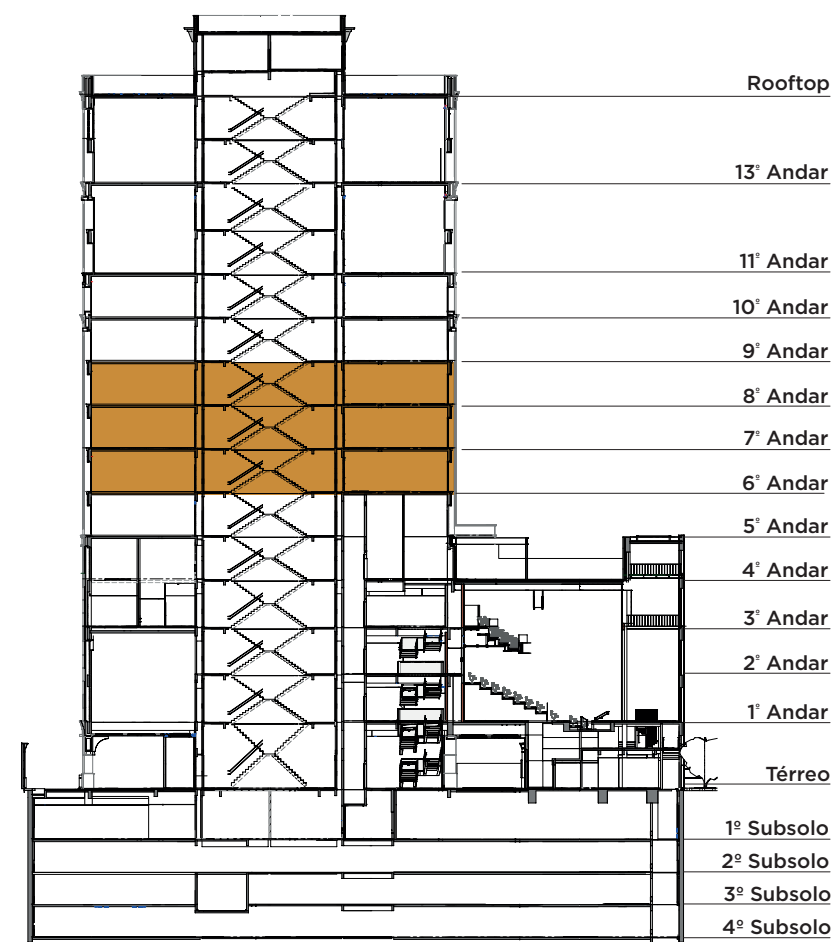 Rooftop
13º Andar
11º Andar
10º Andar
9º Andar
8º Andar
7º Andar
6º Andar
5º Andar
4º Andar
3º Andar
2º Andar
1º Andar
Térreo
1º Subsolo
2º Subsolo
3º Subsolo
4º Subsolo